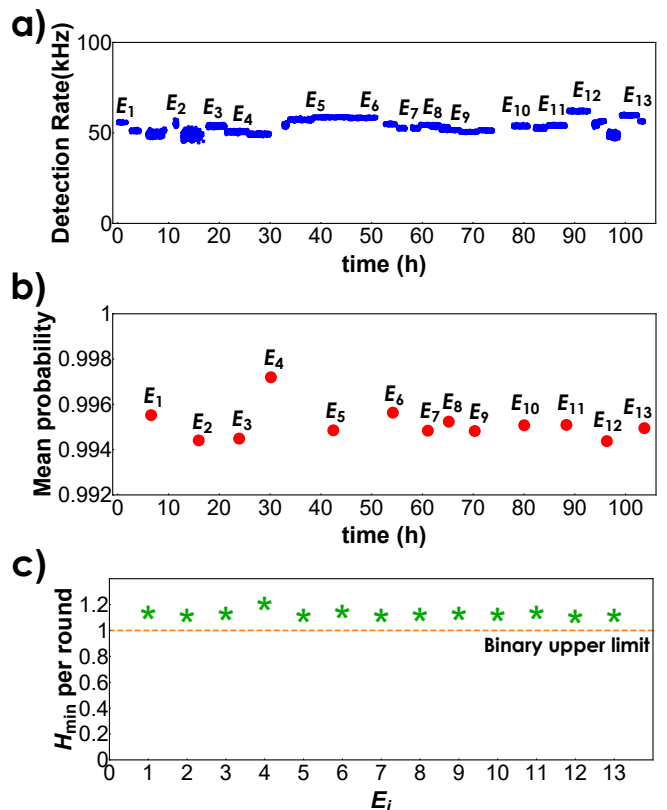 a)
Detection Rate(kHz)
100
50
0
E1 E2 E3 E4 E5 E6 E7 E8 E9 E10 E11 E12 E13
0 10 20 30 40 50 60 70 80 90 100
time (h)
b)
Mean probability
1
0.998
0.996
0.994
0.992
E1 E2 E3 E4 E5 E6 E7 E8 E9 E10 E11 E12 E13
0 10 20 30 40 50 60 70 80 90 100
time (h)
c)
Hmin per round
1.2
1
0.8
0.6
0.4
0.2
0
Binary upper limit
0 1 2 3 4 5 6 7 8 9 10 11 12 13
Ei